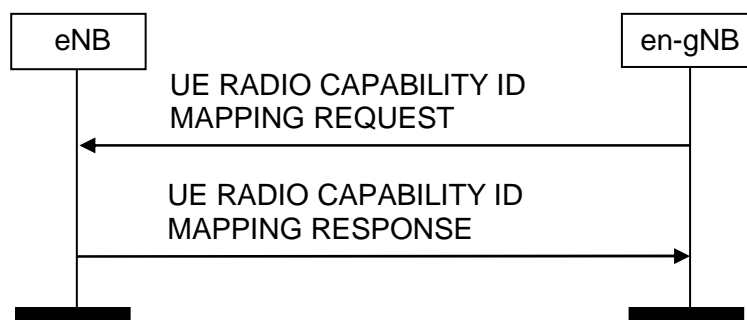 eNB
en-gNB
UE RADIO CAPABILITY ID
MAPPING REQUEST
UE RADIO CAPABILITY ID
MAPPING RESPONSE